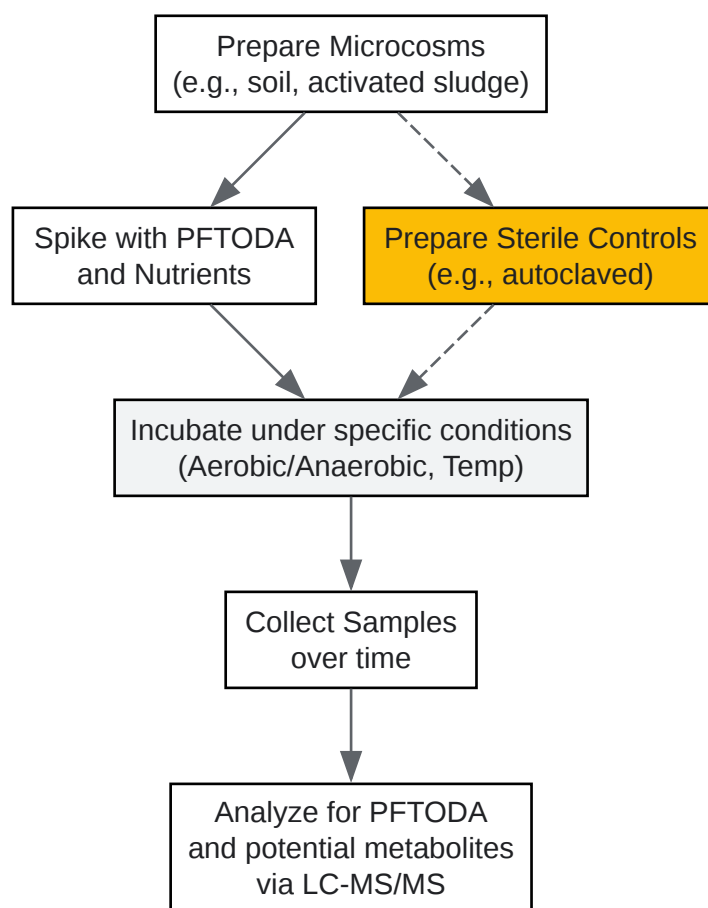 Prepare Microcosms
(e.g., soil, activated sludge)
Spike with PFTODA
and Nutrients
Prepare Sterile Controls
(e.g., autoclaved)
Incubate under specific conditions
(Aerobic/Anaerobic, Temp)
Collect Samples
over time
Analyze for PFTODA
and potential metabolites
via LC-MS/MS